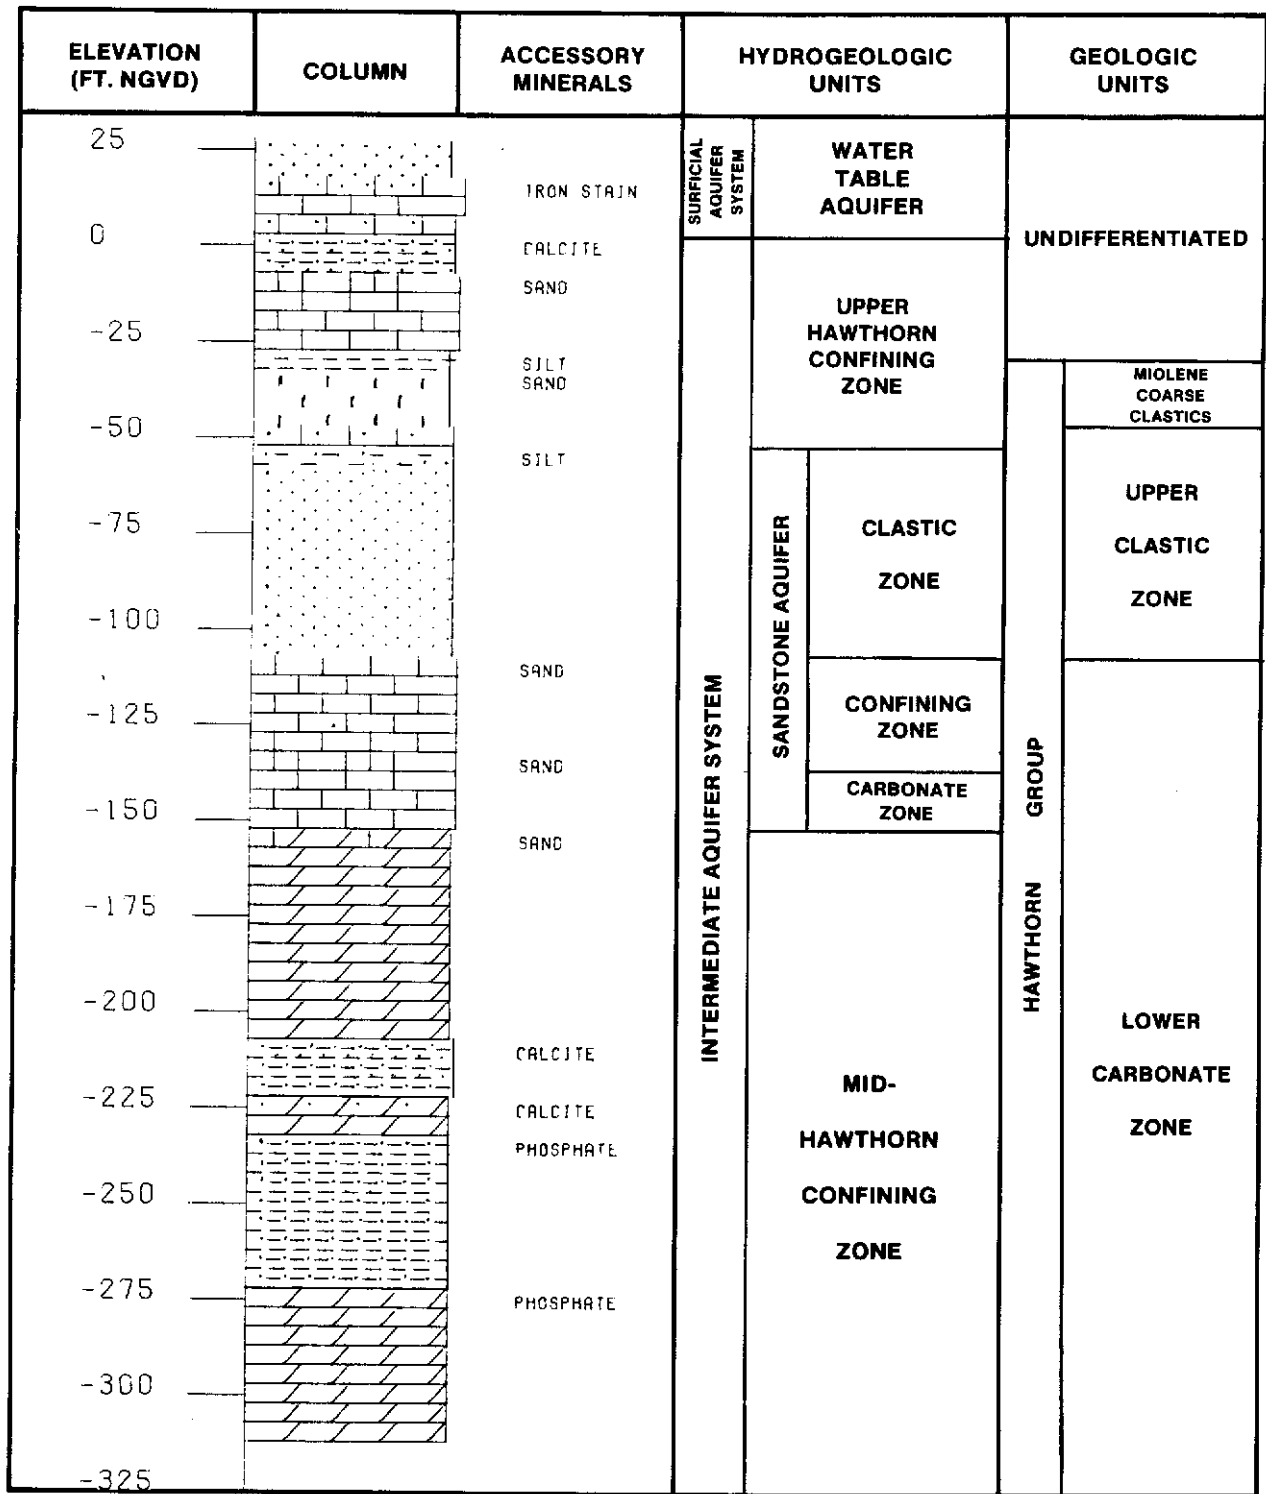 ELEVATION
(FT. NGVD)
COLUMN
ACCESSORY
MINERALS
HYDROGEOLOGIC
UNITS
GEOLOGIC
UNITS
25
0
-25
-50
-75
-100
-125
-150
-175
-200
-225
-250
-275
-300
-325
IRON STAIN
CALCITE
SAND
SILT
SAND
SILT
SAND
SAND
SAND
CALCITE
CALCITE
PHOSPHATE
PHOSPHATE
SURFICIAL
AQUIFER
SYSTEM
WATER
TABLE
AQUIFER
INTERMEDIATE AQUIFER SYSTEM
UPPER
HAWTHORN
CONFINING
ZONE
SANDSTONE AQUIFER
CLASTIC
ZONE
CONFINING
ZONE
CARBONATE
ZONE
MID-
HAWTHORN
CONFINING
ZONE
UNDIFFERENTIATED
HAWTHORN GROUP
MIOLENE
COARSE
CLASTICS
UPPER
CLASTIC
ZONE
LOWER
CARBONATE
ZONE